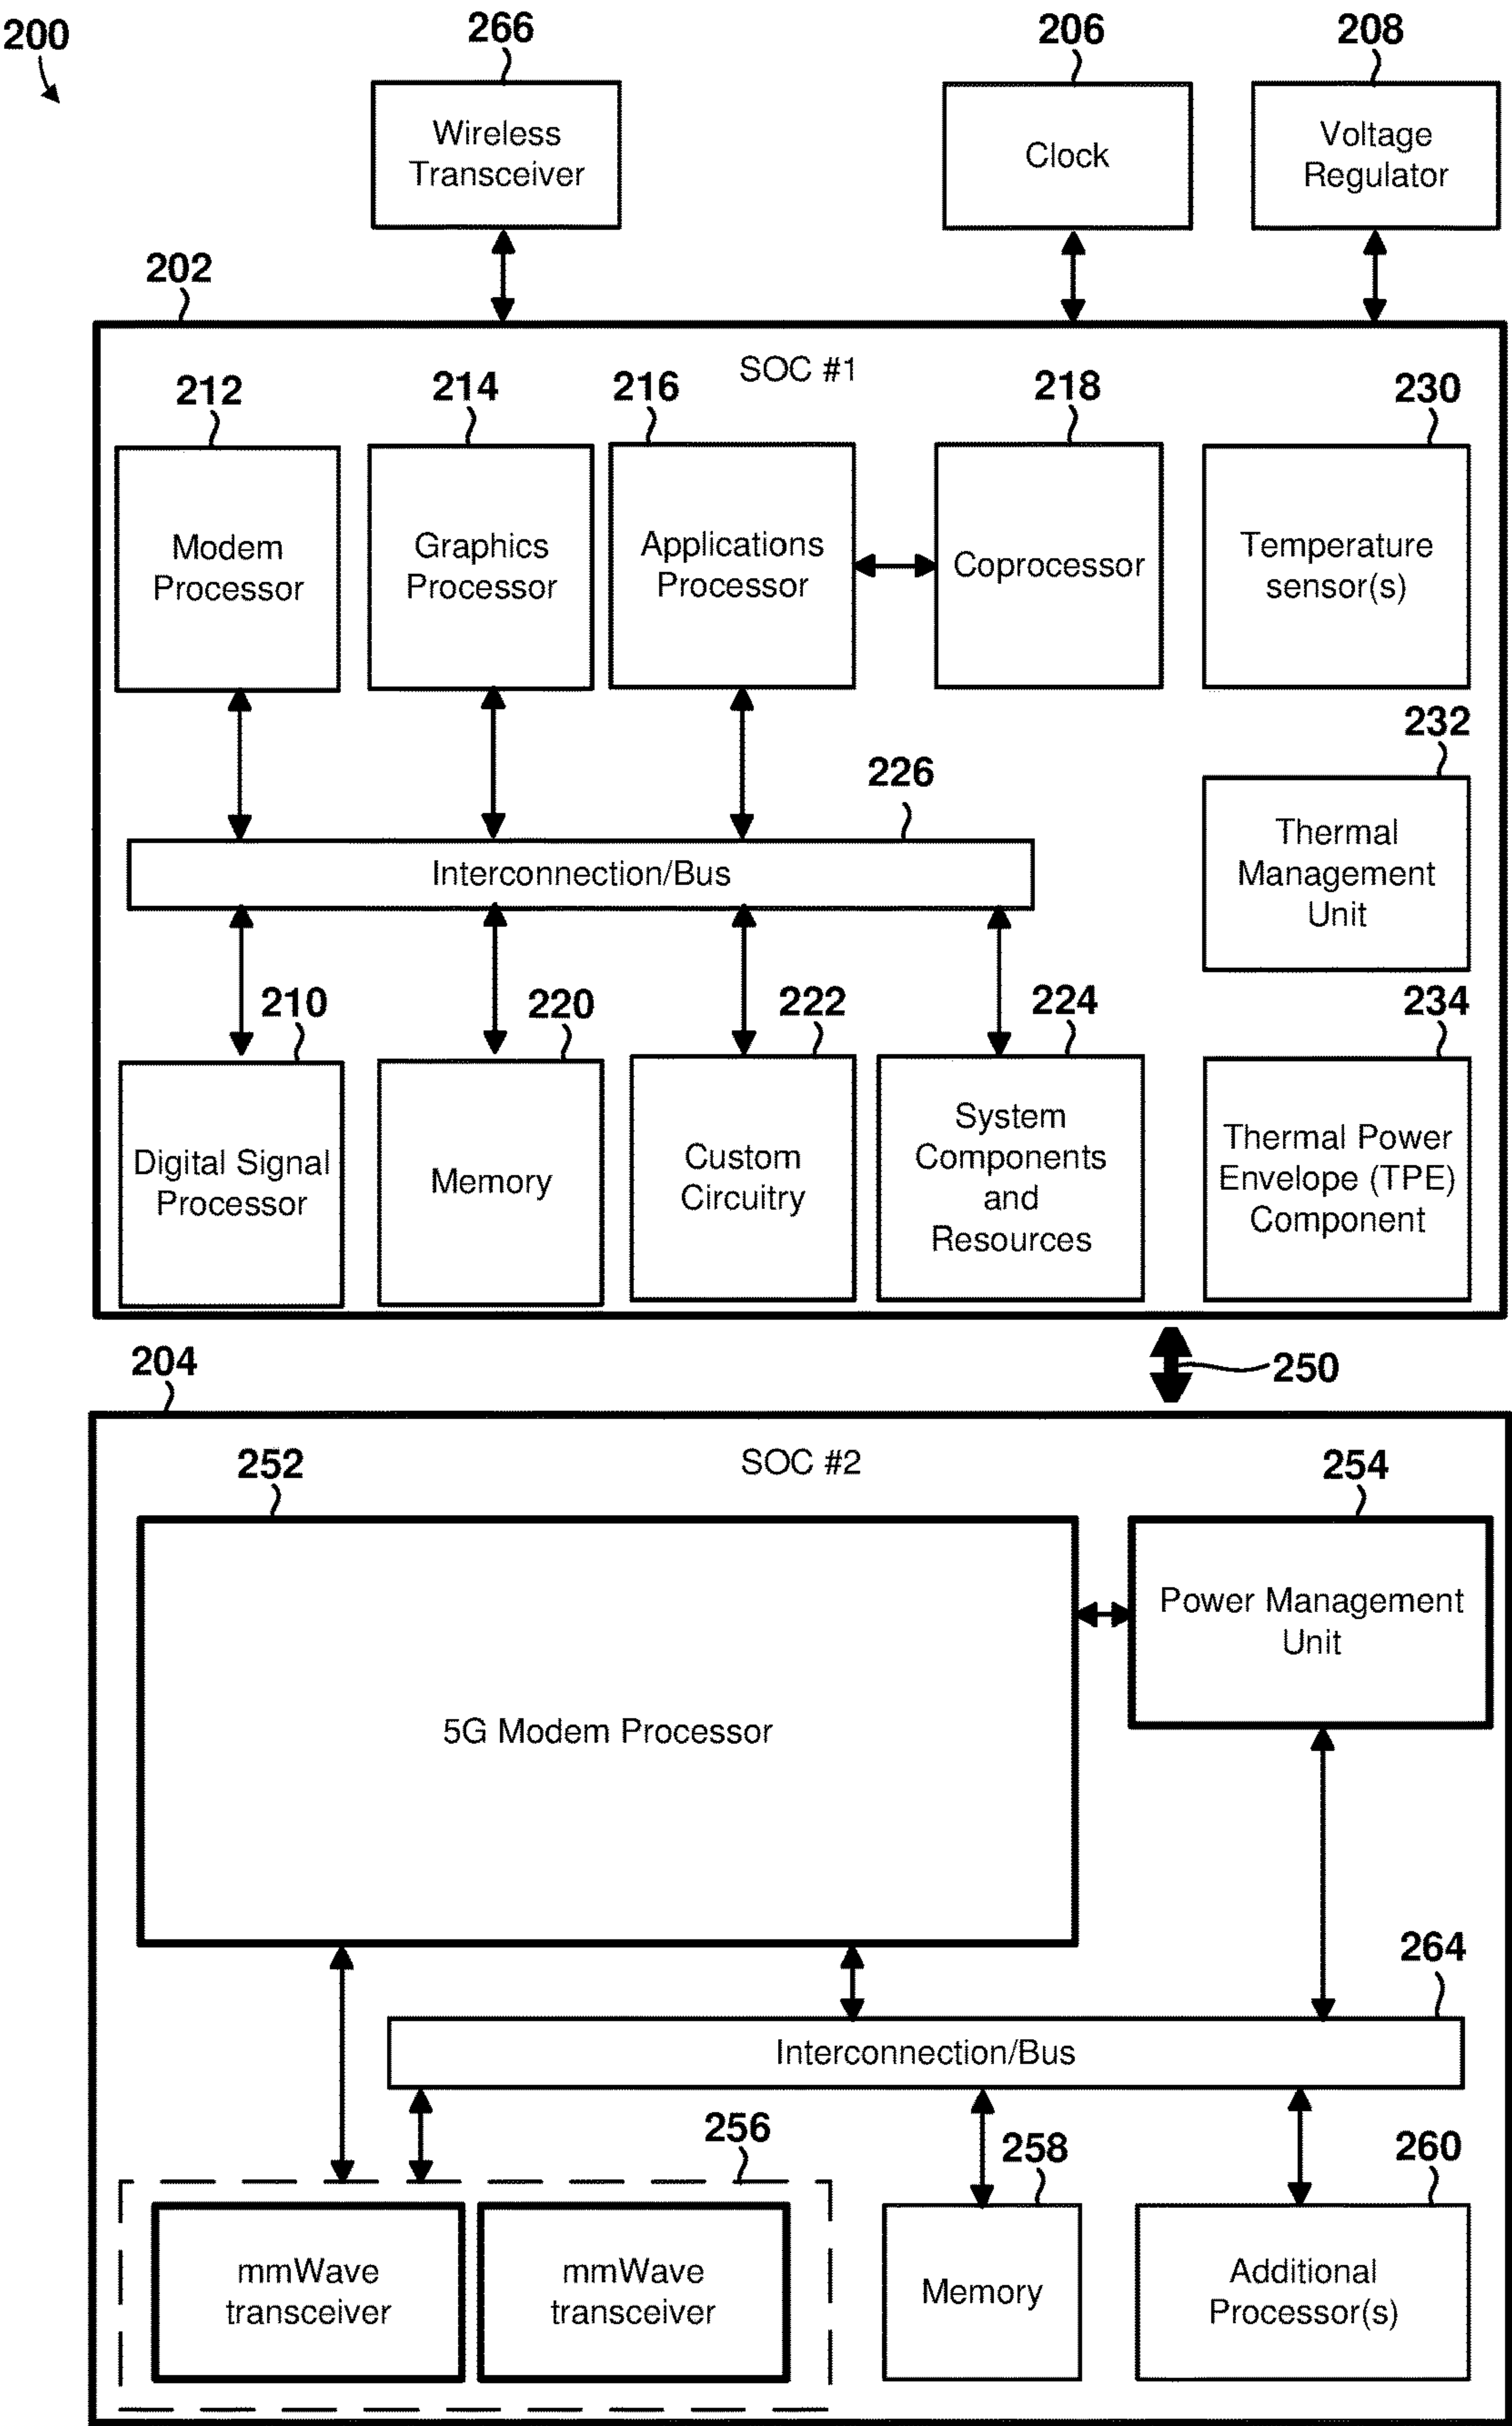 200
266
206
208
Wireless
Transceiver
Clock
Voltage
Regulator
202
SOC #1
212
214
216
218
230
Modem
Processor
Graphics
Processor
Applications
Processor
Coprocessor
Temperature
sensor(s)
232
226
Interconnection/Bus
Thermal
Management
Unit
210
220
222
224
234
Digital Signal
Processor
Memory
Custom
Circuitry
System
Components
and
Resources
Thermal Power
Envelope (TPE)
Component
204
250
SOC #2
252
254
5G Modem Processor
Power Management
Unit
264
Interconnection/Bus
256
258
260
mmWave
transceiver
mmWave
transceiver
Memory
Additional
Processor(s)